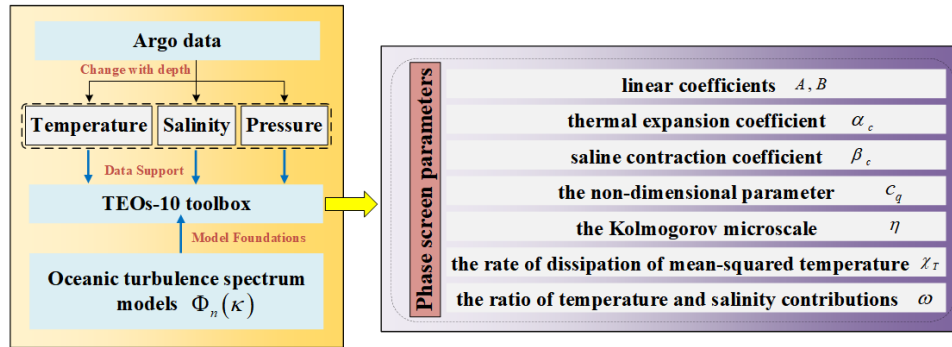 Argo data
Change with depth
Temperature Salinity Pressure
Data Support
TEOs-10 toolbox
Model Foundations
Oceanic turbulence spectrum
models Φn(κ)
Phase screen parameters
linear coefficients A, B
thermal expansion coefficient αc
saline contraction coefficient βc
the non-dimensional parameter cq
the Kolmogorov microscale η
the rate of dissipation of mean-squared temperature χT
the ratio of temperature and salinity contributions ω